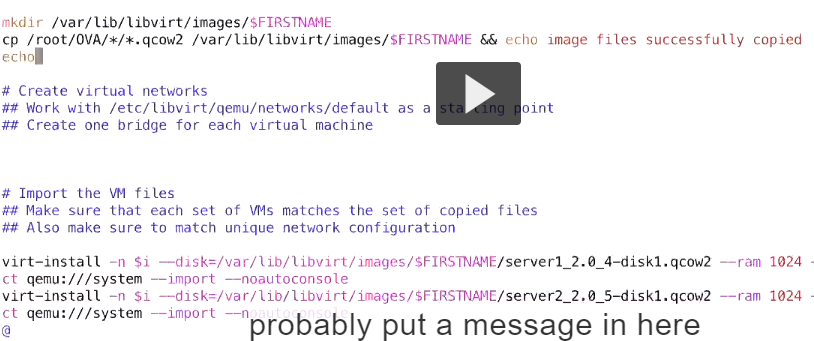 mkdir /var/lib/libvirt/images/$FIRSTNAME
cp /root/OVA/*/*.qcow2 /var/lib/libvirt/images/$FIRSTNAME && echo image files successfully copied
echo
# Create virtual networks
## Work with /etc/libvirt/qemu/networks/default as a starting point
## Create one bridge for each virtual machine
# Import the VM files
## Make sure that each set of VMs matches the set of copied files
## Also make sure to match unique network configuration
virt-install -n $i --disk=/var/lib/libvirt/images/$FIRSTNAME/server1_2.0_4-disk1.qcow2 --ram 1024 -
ct qemu:///system --import --noautoconsole
virt-install -n $i --disk=/var/lib/libvirt/images/$FIRSTNAME/server2_2.0_5-disk1.qcow2 --ram 1024 -
ct qemu:///system --import --noautoconsole
@
probably put a message in here